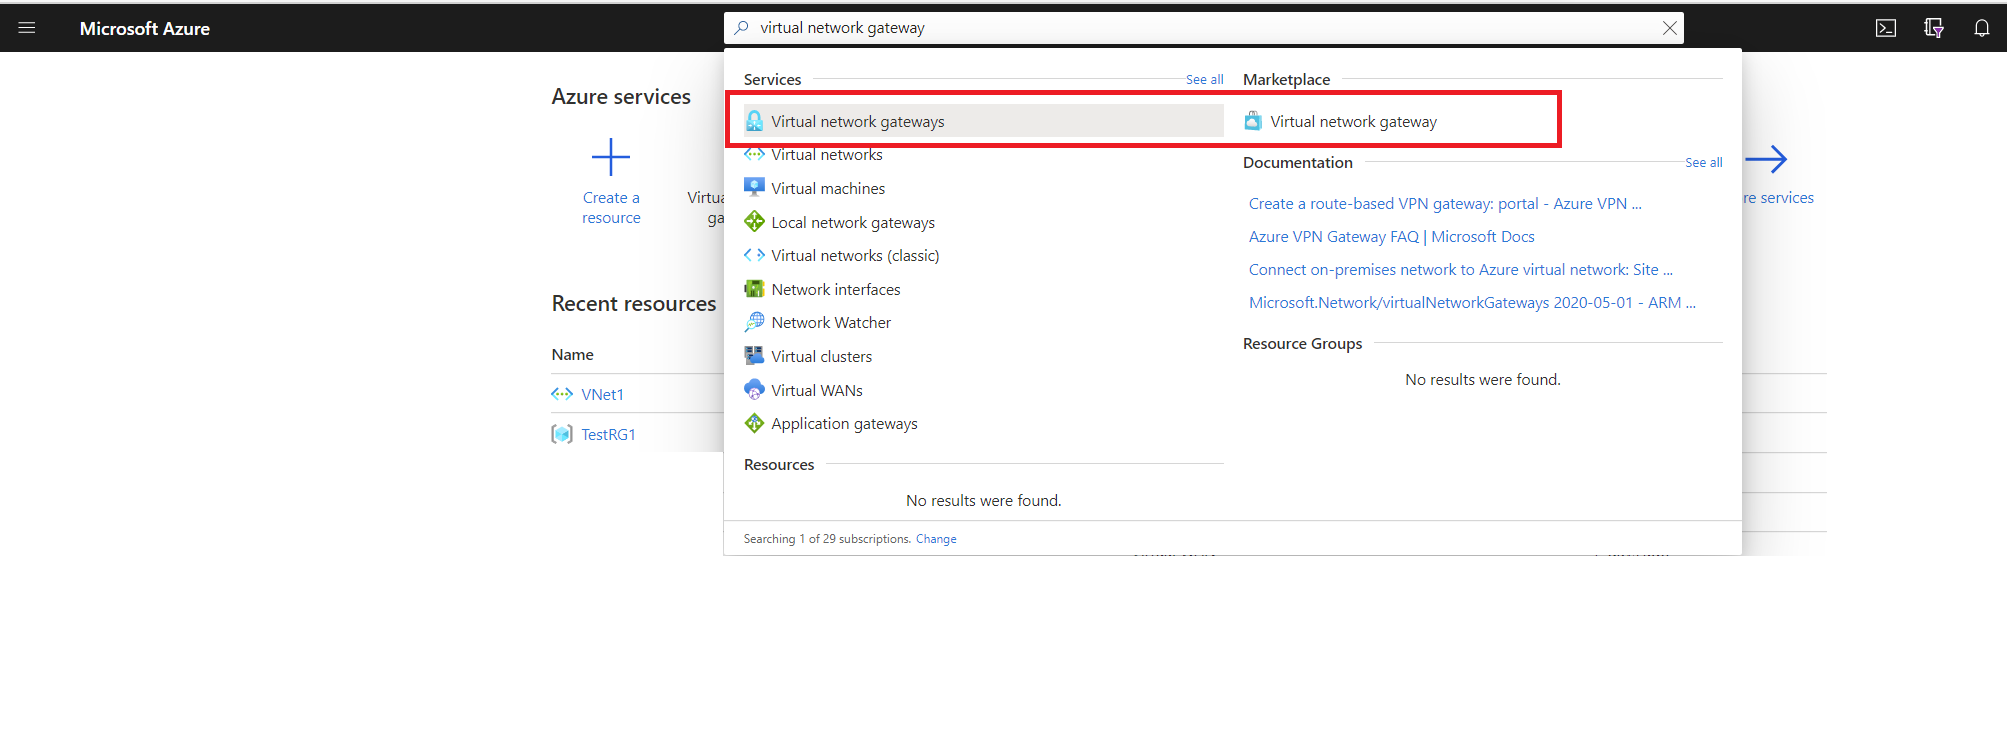 Microsoft Azure
virtual network gateway
Azure services
Create a
resource
Virtua
ga
re services
Recent resources
Name
VNet1
TestRG1
Services
See all
Virtual network gateways
Virtual networks
Virtual machines
Local network gateways
Virtual networks (classic)
Network interfaces
Network Watcher
Virtual clusters
Virtual WANs
Application gateways
Resources
No results were found.
Marketplace
Virtual network gateway
Documentation
See all
Create a route-based VPN gateway: portal - Azure VPN ...
Azure VPN Gateway FAQ | Microsoft Docs
Connect on-premises network to Azure virtual network: Site ...
Microsoft.Network/virtualNetworkGateways 2020-05-01 - ARM ...
Resource Groups
No results were found.
Searching 1 of 29 subscriptions. Change